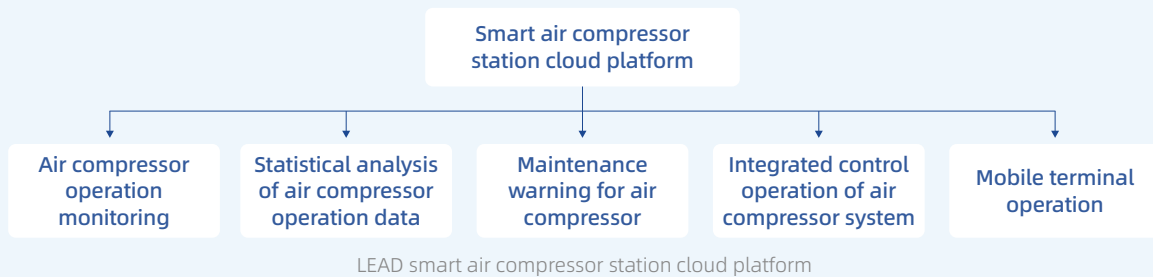 Smart air compressor
station cloud platform
Air compressor
operation
monitoring
Statistical analysis
of air compressor
operation data
Maintenance
warning for air
compressor
Integrated control
operation of air
compressor system
Mobile terminal
operation
LEAD smart air compressor station cloud platform